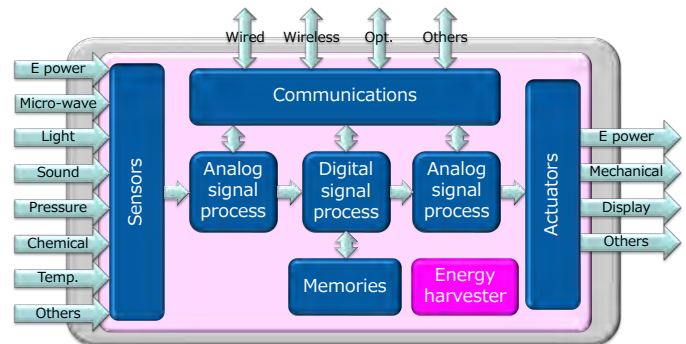 Wired Wireless Opt. Others
E power
Micro-wave
Light
Sound
Pressure
Chemical
Temp.
Others
Sensors
Communications
Analog
signal
process
Digital
signal
process
Analog
signal
process
Memories
Energy
harvester
Actuators
E power
Mechanical
Display
Others